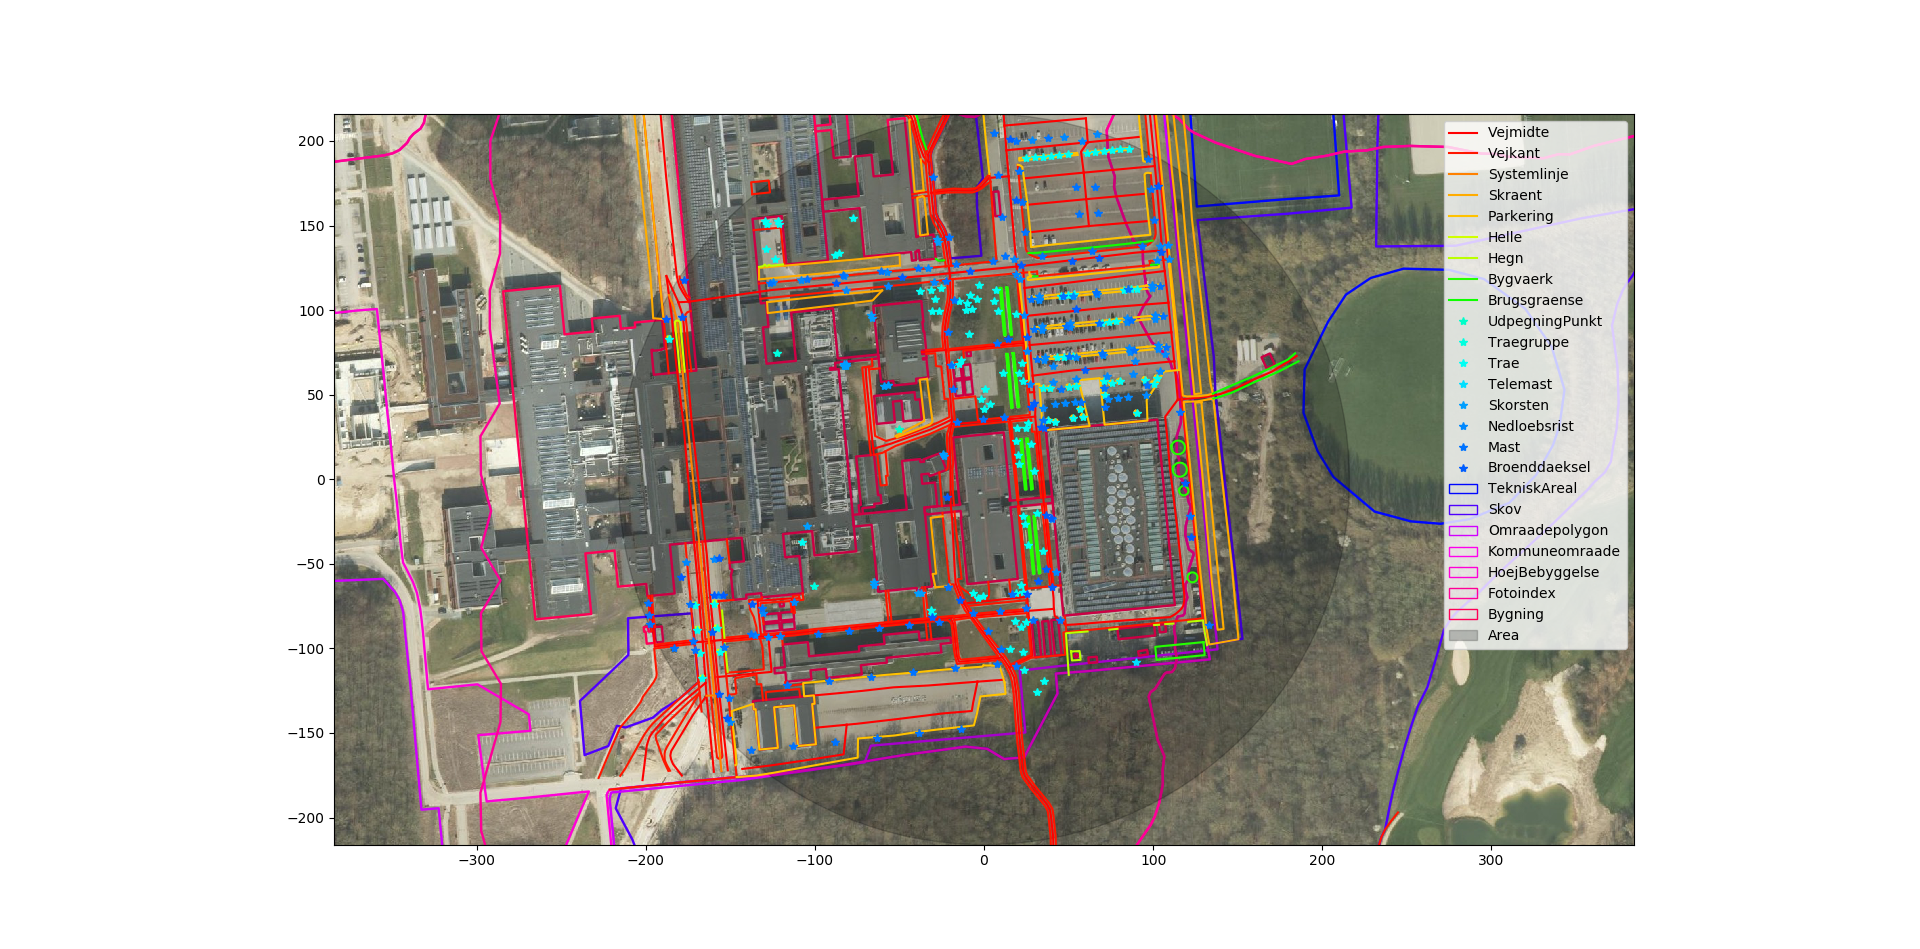 200
150
100
50
0
−50
−100
−150
−200
−300
−200
−100
0
100
200
300
Vejmidte
Vejkant
Systemlinje
Skraent
Parkering
Helle
Hegn
Bygvaerk
Brugsgraense
UdpegningPunkt
Traegruppe
Trae
Telemast
Skorsten
Nedloebsrist
Mast
Broenddaeksel
TekniskAreal
Skov
Omraadepolygon
Kommuneomraade
HoejBebyggelse
Fotoindex
Bygning
Area